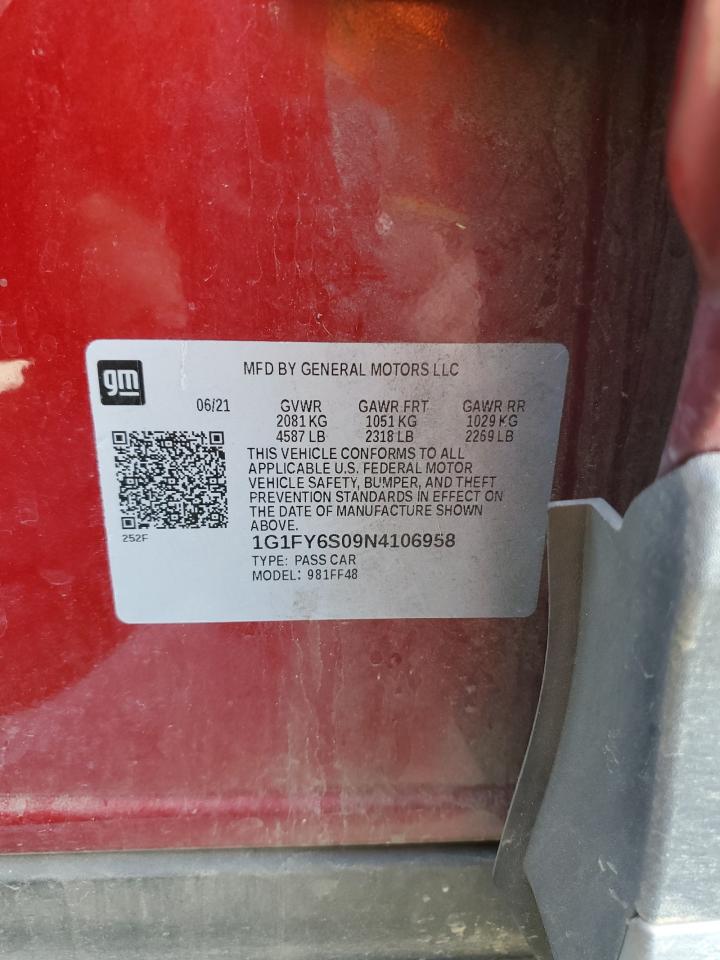 gm
MFD BY GENERAL MOTORS LLC
06/21 GVWR GAWR FRT GAWR RR
2081 KG 1051 KG 1029 KG
4587 LB 2318 LB 2269 LB
THIS VEHICLE CONFORMS TO ALL
APPLICABLE U.S. FEDERAL MOTOR
VEHICLE SAFETY, BUMPER, AND THEFT
PREVENTION STANDARDS IN EFFECT ON
THE DATE OF MANUFACTURE SHOWN
ABOVE.
252F
1G1FY6S09N4106958
TYPE: PASS CAR
MODEL: 981FF48